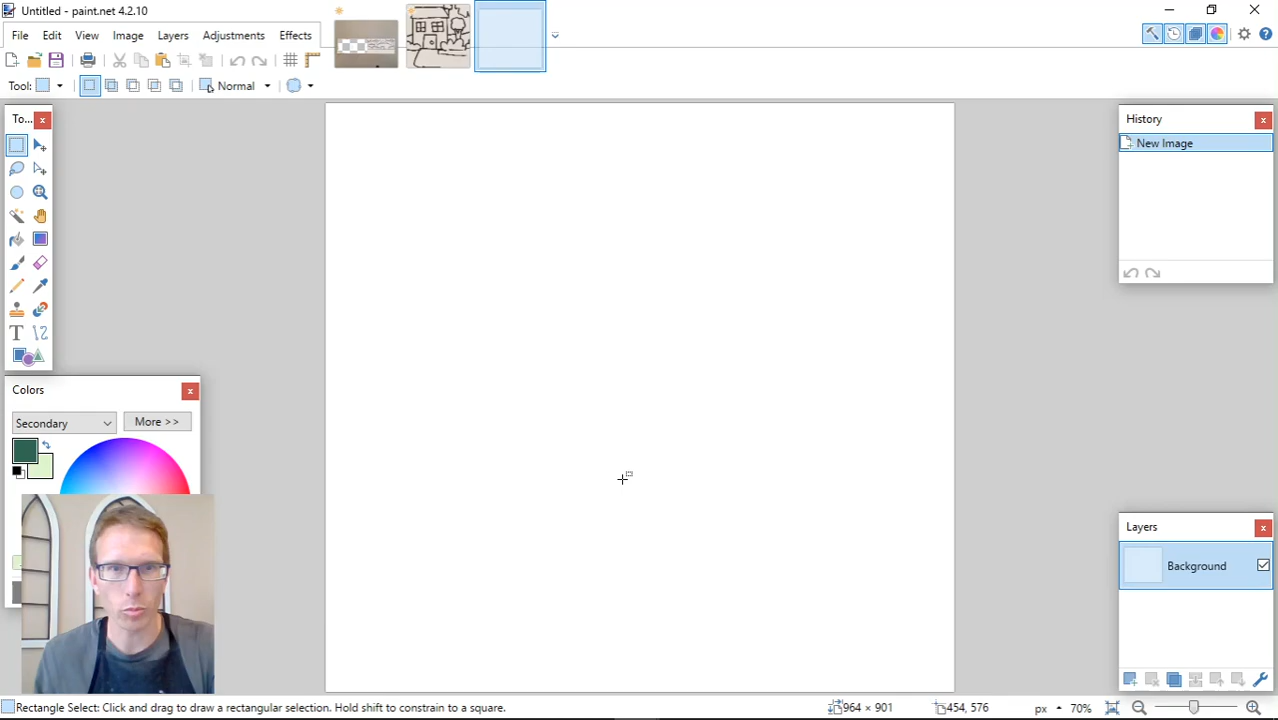 Untitled - paint.net 4.2.10
File Edit View Image Layers Adjustments Effects
Tool: Normal
To...
History
New Image
Colors
Secondary More >>
Layers
Background
Rectangle Select: Click and drag to draw a rectangular selection. Hold shift to constrain to a square. 964 × 901 454, 576 px 70%